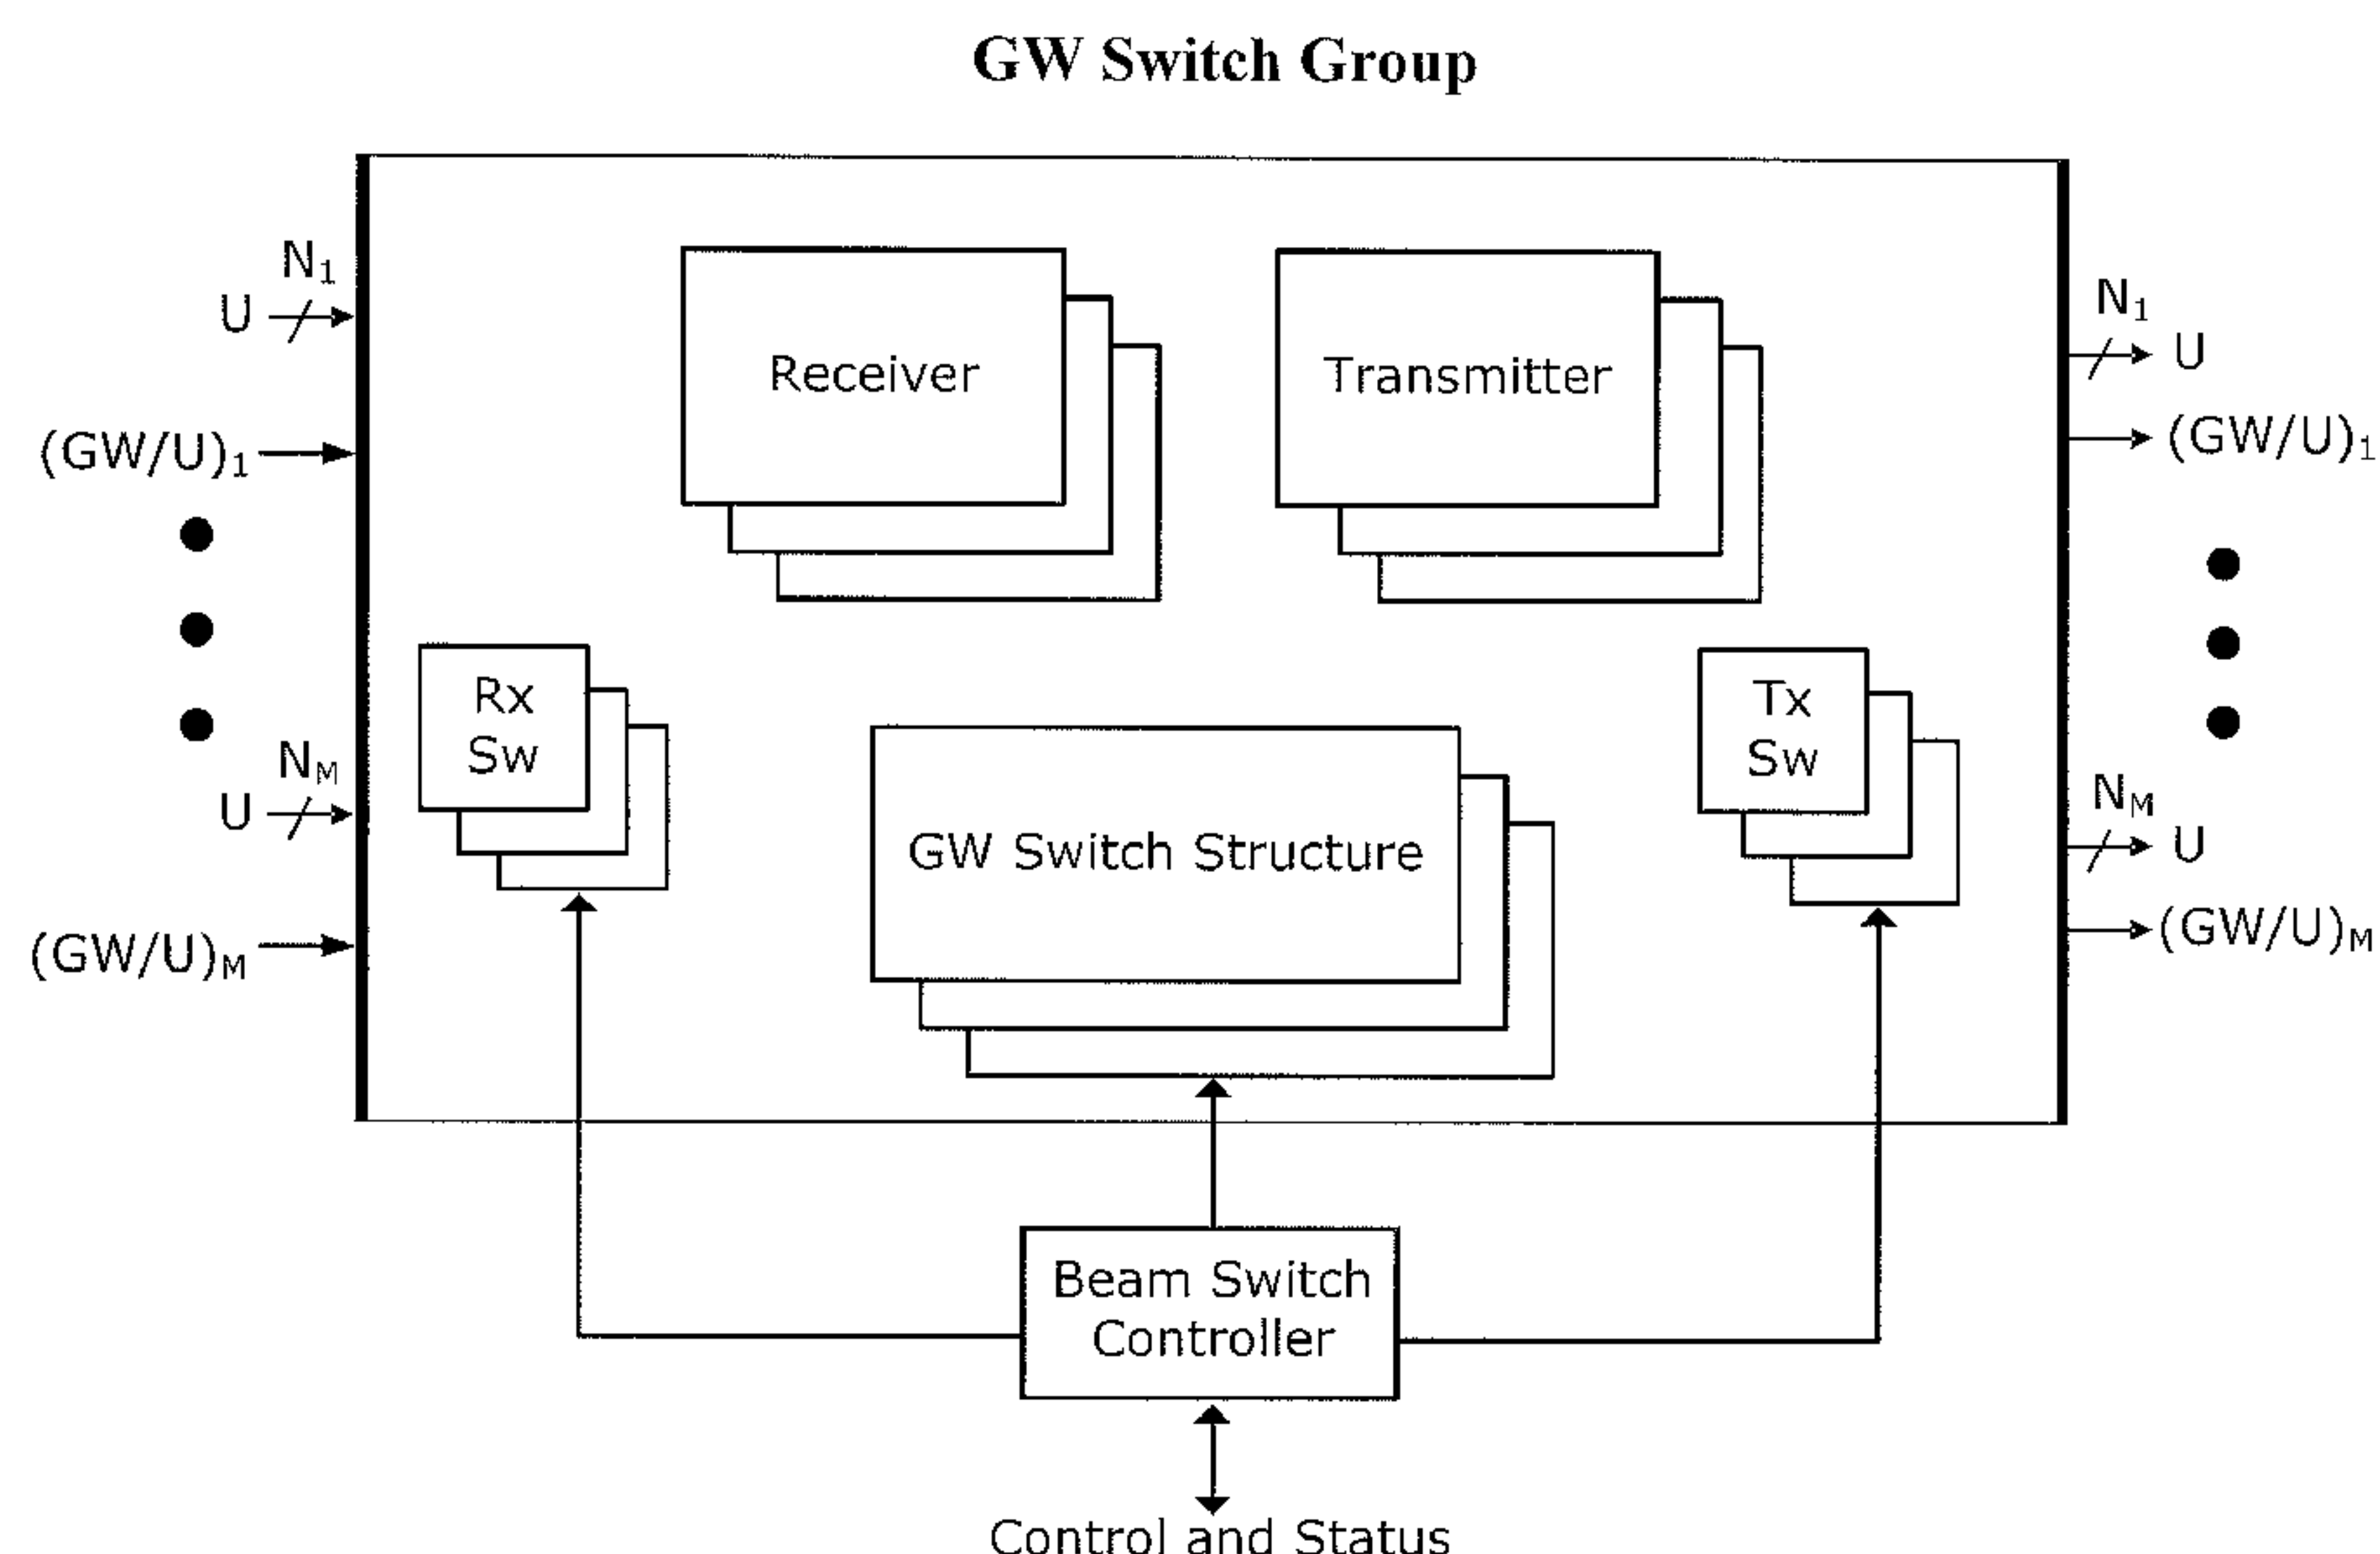 GW Switch Group
N1
U
(GW/U)1
NM
U
(GW/U)M
Receiver
Transmitter
Rx
Sw
GW Switch Structure
Tx
Sw
N1
U
(GW/U)1
NM
U
(GW/U)M
Beam Switch
Controller
Control and Status